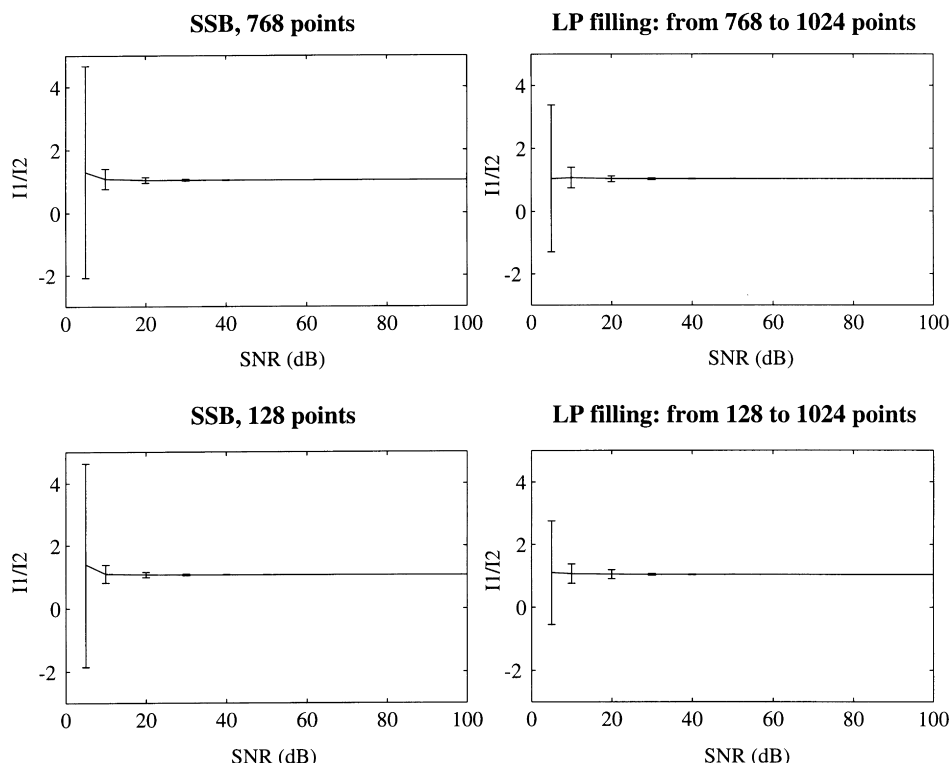 SSB, 768 points
4
2
0
-2
I1/I2
0 20 40 60 80 100
SNR (dB)
LP filling: from 768 to 1024 points
4
2
0
-2
I1/I2
0 20 40 60 80 100
SNR (dB)
SSB, 128 points
4
2
0
-2
I1/I2
0 20 40 60 80 100
SNR (dB)
LP filling: from 128 to 1024 points
4
2
0
-2
I1/I2
0 20 40 60 80 100
SNR (dB)